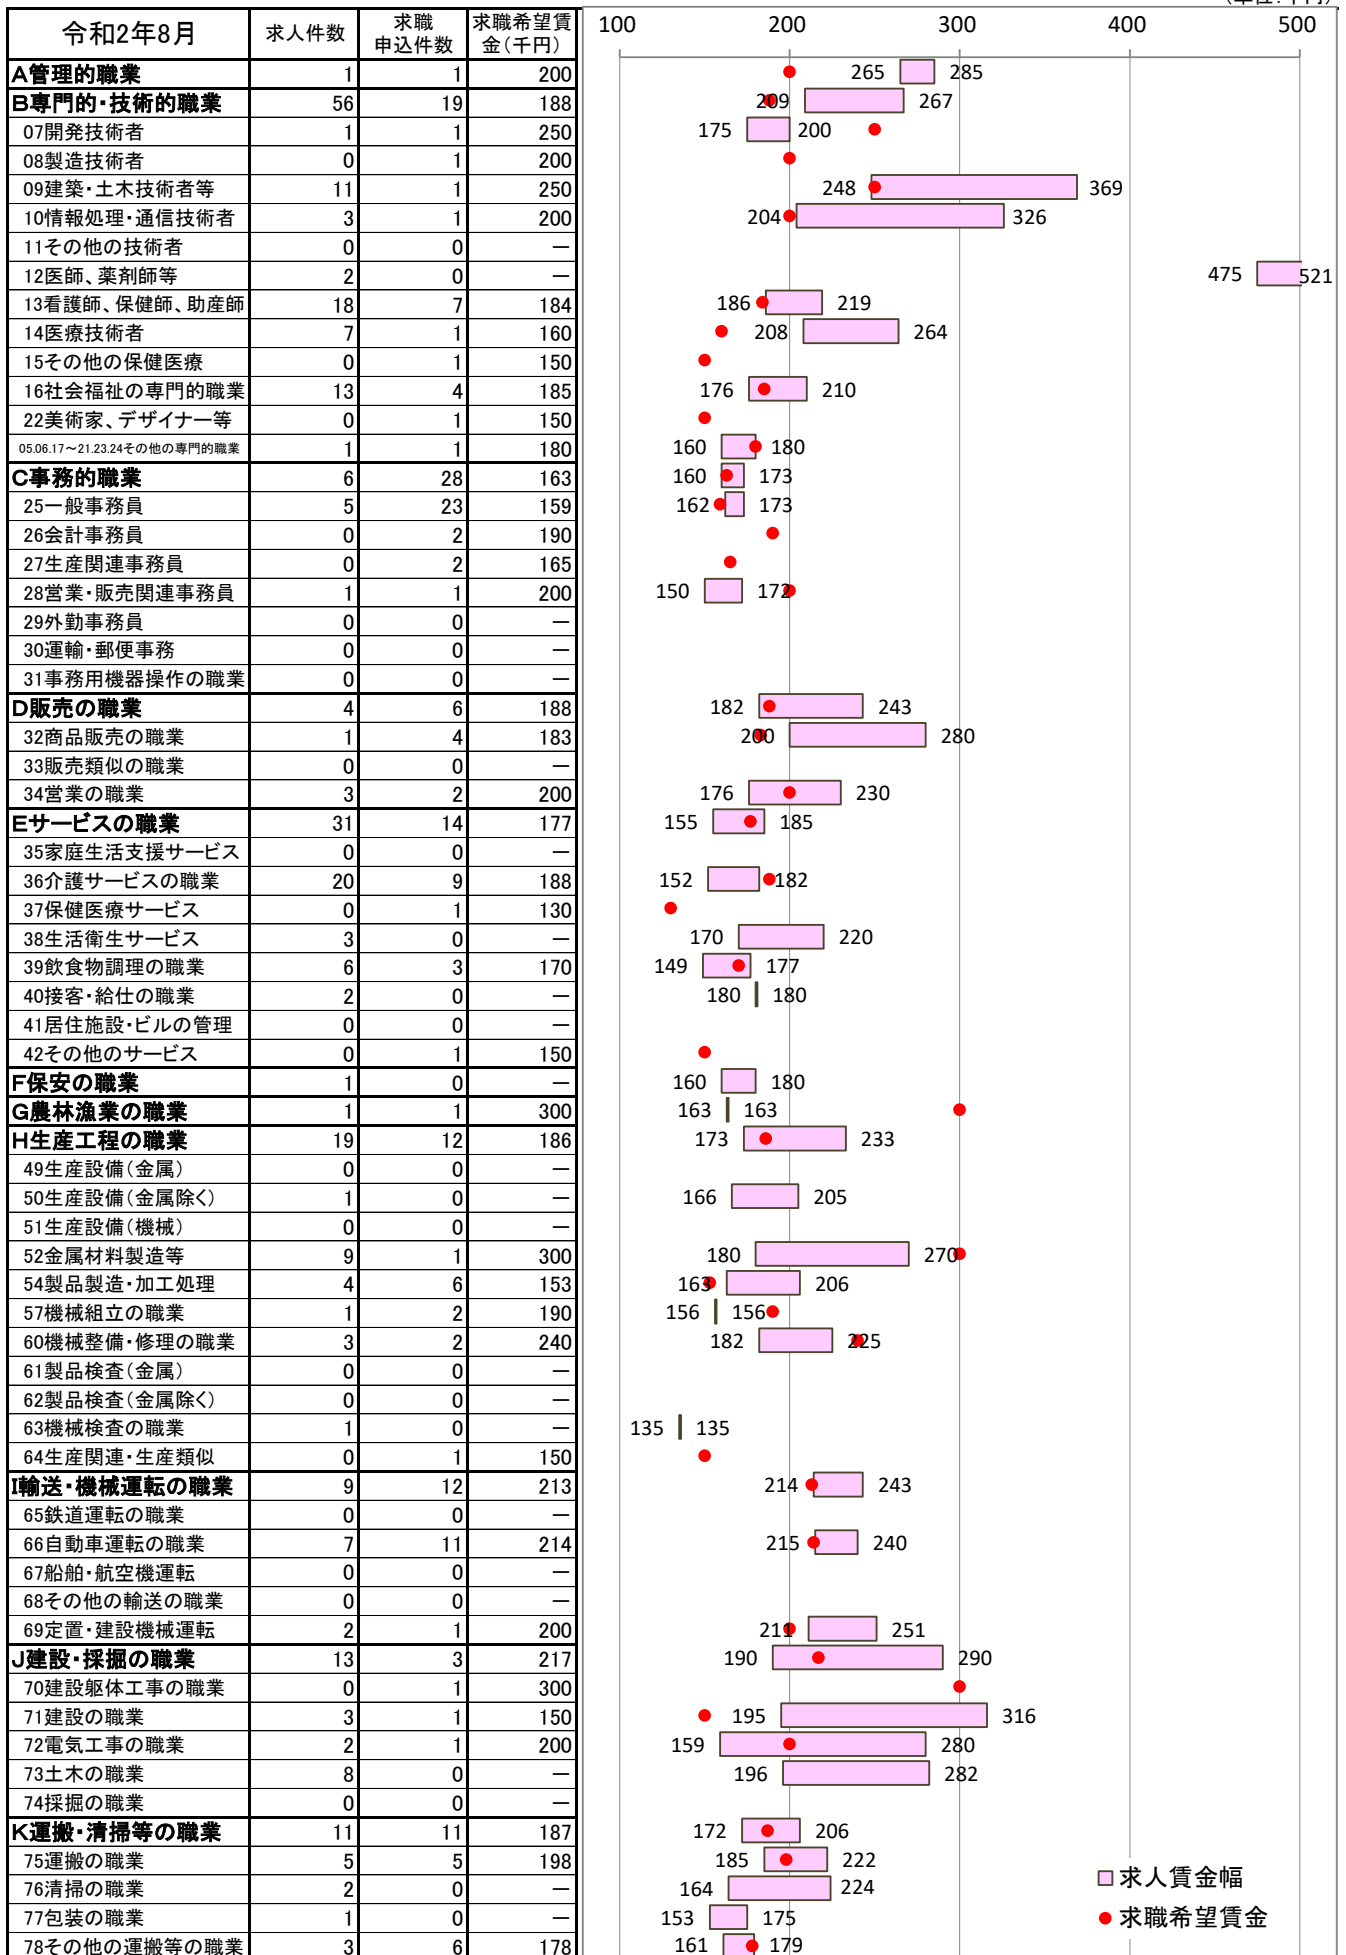 (単位:千円)
令和2年8月 求人件数 求職申込件数 求職希望賃金(千円) 100 200 300 400 500
A管理的職業 1 1 200 265 285
B専門的・技術的職業 56 19 188 209 267
07開発技術者 1 1 250 175 200
08製造技術者 0 1 200
09建築・土木技術者等 11 1 250 248 369
10情報処理・通信技術者 3 1 200 204 326
11その他の技術者 0 0 ―
12医師、薬剤師等 2 0 ― 475 521
13看護師、保健師、助産師 18 7 184 186 219
14医療技術者 7 1 160 208 264
15その他の保健医療 0 1 150
16社会福祉の専門的職業 13 4 185 176 210
22美術家、デザイナー等 0 1 150
05.06.17～21.23.24その他の専門的職業 1 1 180 160 180
C事務的職業 6 28 163 160 173
25一般事務員 5 23 159 162 173
26会計事務員 0 2 190
27生産関連事務員 0 2 165
28営業・販売関連事務員 1 1 200 150 172
29外勤事務員 0 0 ―
30運輸・郵便事務 0 0 ―
31事務用機器操作の職業 0 0 ―
D販売の職業 4 6 188 182 243
32商品販売の職業 1 4 183 200 280
33販売類似の職業 0 0 ―
34営業の職業 3 2 200 176 230
Eサービスの職業 31 14 177 155 185
35家庭生活支援サービス 0 0 ―
36介護サービスの職業 20 9 188 152 182
37保健医療サービス 0 1 130
38生活衛生サービス 3 0 ― 170 220
39飲食物調理の職業 6 3 170 149 177
40接客・給仕の職業 2 0 ― 180 180
41居住施設・ビルの管理 0 0 ―
42その他のサービス 0 1 150
F保安の職業 1 0 ― 160 180
G農林漁業の職業 1 1 300 163 163
H生産工程の職業 19 12 186 173 233
49生産設備(金属) 0 0 ―
50生産設備(金属除く) 1 0 ― 166 205
51生産設備(機械) 0 0 ―
52金属材料製造等 9 1 300 180 270
54製品製造・加工処理 4 6 153 163 206
57機械組立の職業 1 2 190 156 156
60機械整備・修理の職業 3 2 240 182 225
61製品検査(金属) 0 0 ―
62製品検査(金属除く) 0 0 ―
63機械検査の職業 1 0 ― 135 135
64生産関連・生産類似 0 1 150
I輸送・機械運転の職業 9 12 213 214 243
65鉄道運転の職業 0 0 ―
66自動車運転の職業 7 11 214 215 240
67船舶・航空機運転 0 0 ―
68その他の輸送の職業 0 0 ―
69定置・建設機械運転 2 1 200 211 251
J建設・採掘の職業 13 3 217 190 290
70建設躯体工事の職業 0 1 300
71建設の職業 3 1 150 195 316
72電気工事の職業 2 1 200 159 280
73土木の職業 8 0 ― 196 282
74採掘の職業 0 0 ―
K運搬・清掃等の職業 11 11 187 172 206
75運搬の職業 5 5 198 185 222
76清掃の職業 2 0 ― 164 224
77包装の職業 1 0 ― 153 175
78その他の運搬等の職業 3 6 178 161 179
求人賃金幅
求職希望賃金